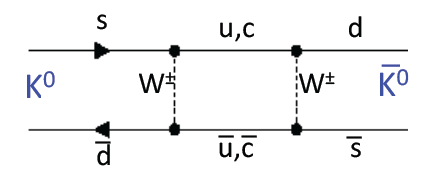 s u,c d
K⁰ W± W± K̅⁰
d̅ u̅,c̅ s̅